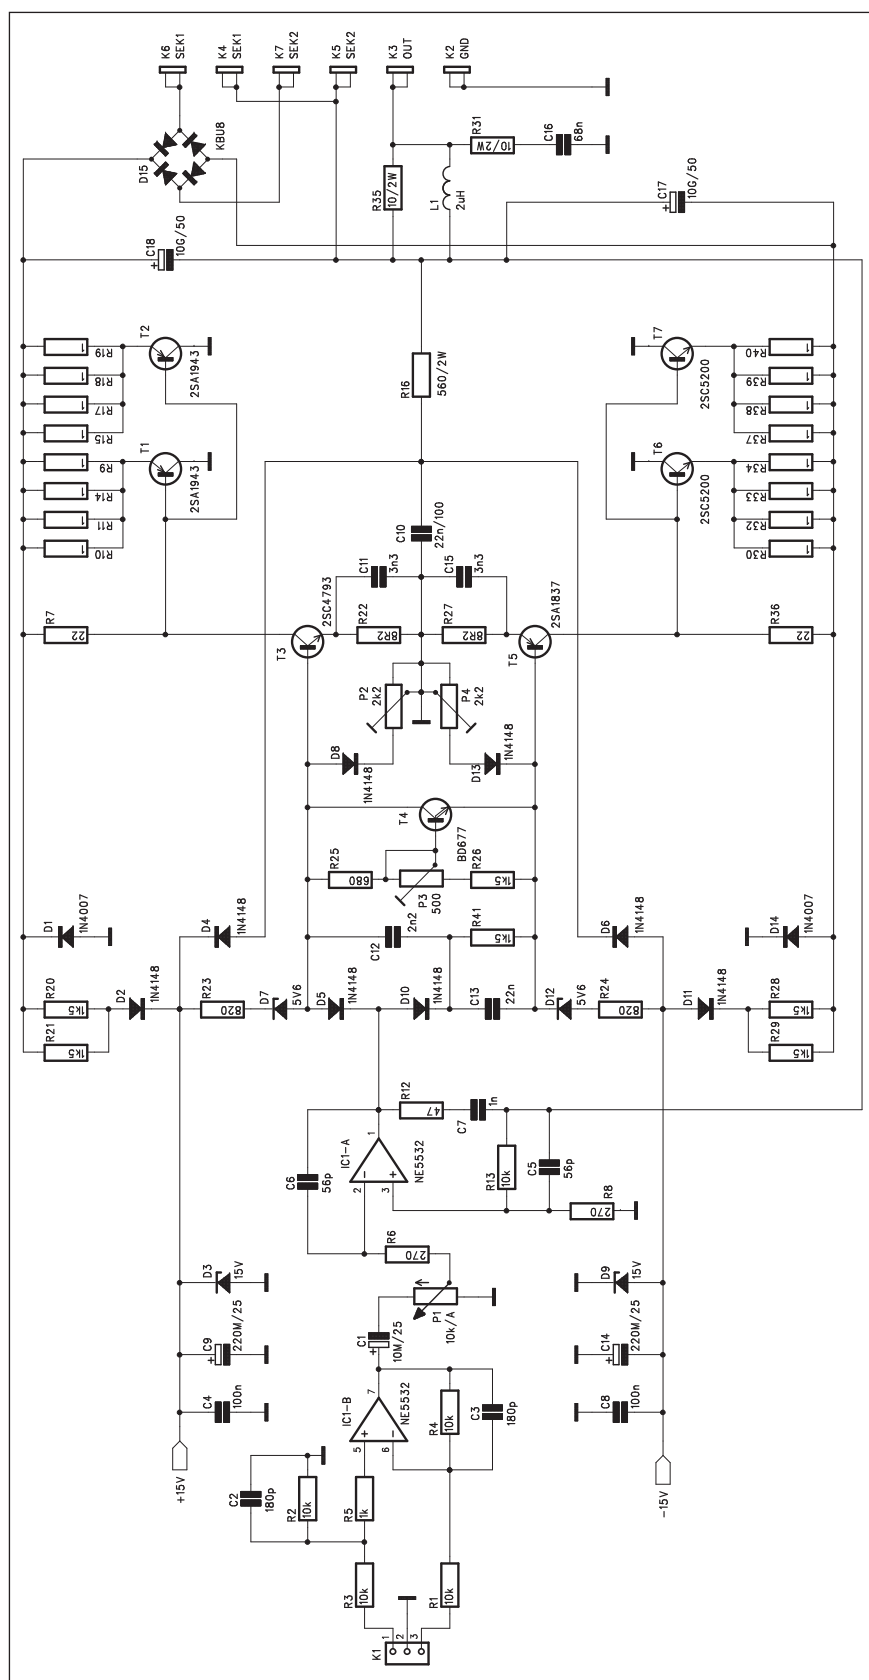 K6
SEK1
K4
SEK1
K7
SEK2
K5
SEK2
K3
OUT
K2
GND
D15
KBU8
R35
10/2W
L1
2uH
R31
10/2W
C16
68n
C18
10G/50
+
C17
10G/50
+
R19
1
R18
1
R17
1
R15
1
R9
1
R14
1
R11
1
R10
1
T2
2SA1943
T1
2SA1943
R16
560/2W
T7
2SC5200
T6
2SC5200
R40
1
R39
1
R38
1
R37
1
R34
1
R33
1
R32
1
R30
1
R7
22
T3
2SC4793
C11
3n3
R22
8R2
C10
22n/100
C15
3n3
R27
8R2
T5
2SA1837
R36
22
P2
2k2
P4
2k2
D8
1N4148
D13
1N4148
T4
BD677
R25
680
P3
500
R26
1k5
C12
2n2
R41
1k5
D1
1N4007
D4
1N4148
D6
1N4148
D14
1N4007
R20
1k5
R21
1k5
D2
1N4148
R23
820
D7
5V6
D5
1N4148
D10
1N4148
C13
22n
D12
5V6
R24
820
D11
1N4148
R28
1k5
R29
1k5
C6
56p
IC1-A
NE5532
1
2
3
–
+
R12
47
C7
1n
R13
10k
C5
56p
R8
270
R6
270
P1
10k/A
D3
15V
C9
220M/25
+
C4
100n
+15V
C1
10M/25
+
IC1-B
NE5532
7
5
6
+
–
R4
10k
C3
180p
D9
15V
C14
220M/25
+
C8
100n
-15V
C2
180p
R2
10k
R5
1k
R3
10k
R1
10k
K1
1
2
3